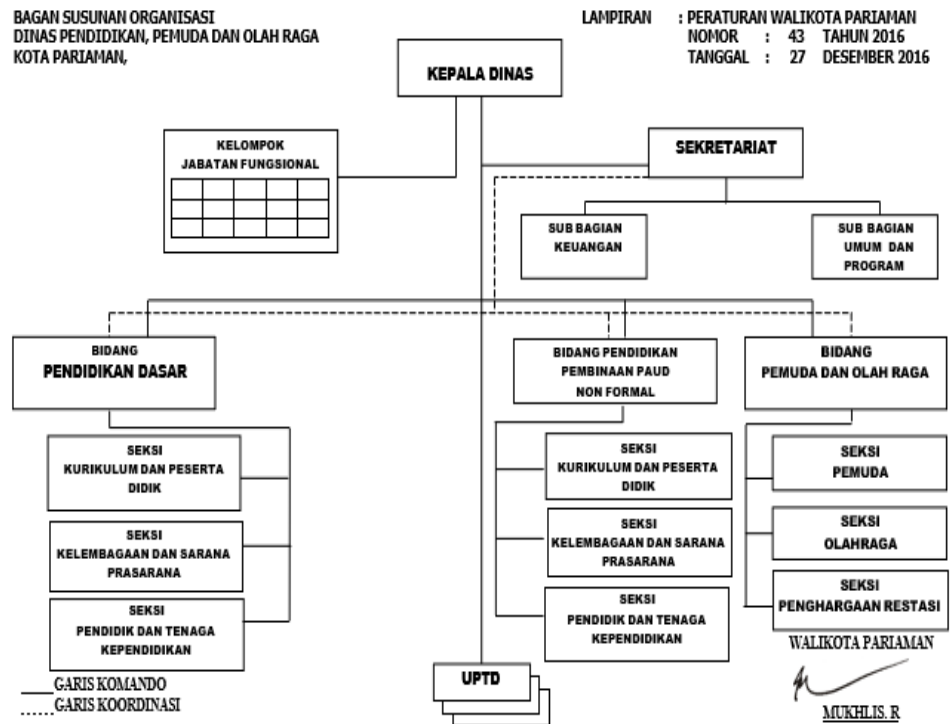 BAGAN SUSUNAN ORGANISASI
DINAS PENDIDIKAN, PEMUDA DAN OLAH RAGA
KOTA PARIAMAN,
LAMPIRAN : PERATURAN WALIKOTA PARIAMAN
NOMOR : 43 TAHUN 2016
TANGGAL : 27 DESEMBER 2016
KEPALA DINAS
KELOMPOK
JABATAN FUNGSIONAL
SEKRETARIAT
SUB BAGIAN
KEUANGAN
SUB BAGIAN
UMUM DAN
PROGRAM
BIDANG
PENDIDIKAN DASAR
BIDANG PENDIDIKAN
PEMBINAAN PAUD
NON FORMAL
BIDANG
PEMUDA DAN OLAH RAGA
SEKSI
KURIKULUM DAN PESERTA
DIDIK
SEKSI
KELEMBAGAAN DAN SARANA
PRASARANA
SEKSI
PENDIDIK DAN TENAGA
KEPENDIDIKAN
SEKSI
KURIKULUM DAN PESERTA
DIDIK
SEKSI
KELEMBAGAAN DAN SARANA
PRASARANA
SEKSI
PENDIDIK DAN TENAGA
KEPENDIDIKAN
SEKSI
PEMUDA
SEKSI
OLAHRAGA
SEKSI
PENGHARGAAN RESTASI
UPTD
GARIS KOMANDO
GARIS KOORDINASI
WALIKOTA PARIAMAN
MUKHLIS. R